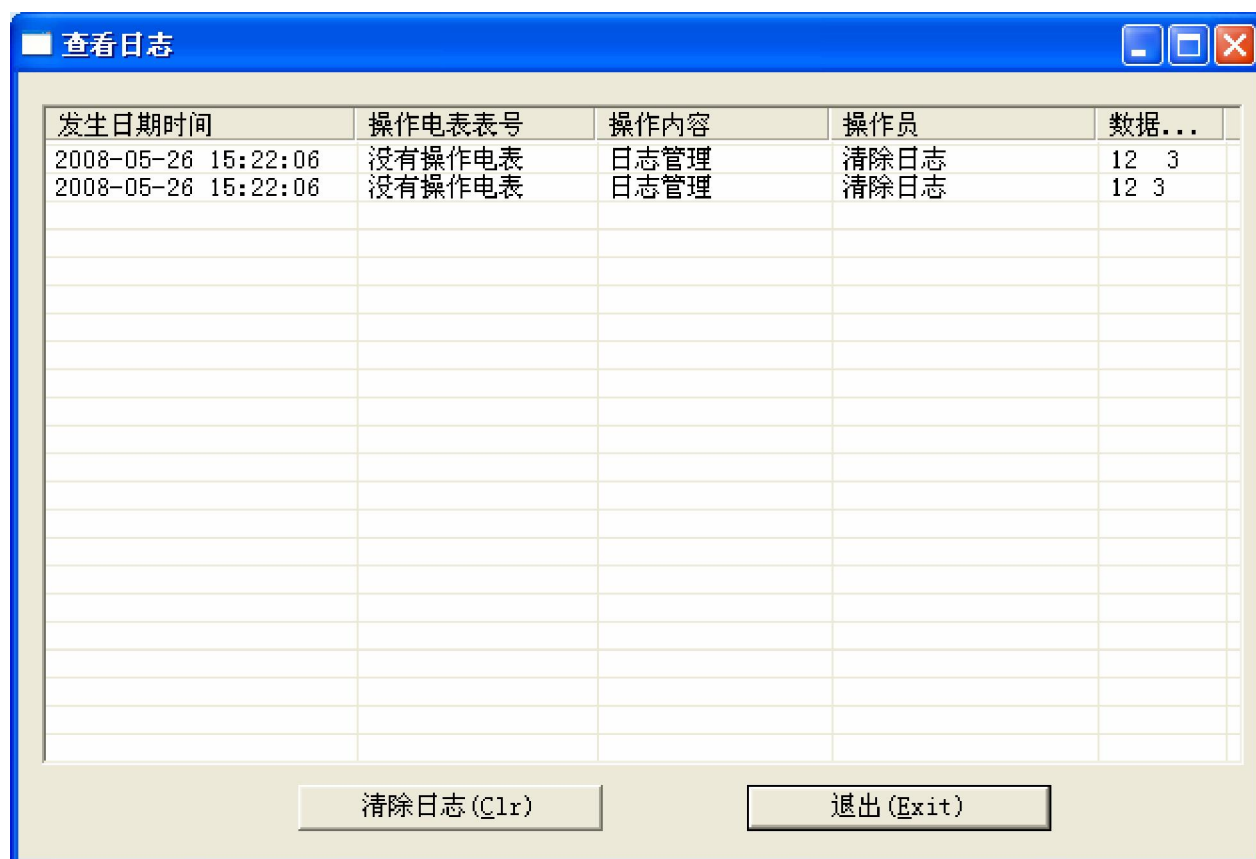 查看日志
发生日期时间 操作电表表号 操作内容 操作员 数据...
2008-05-26 15:22:06 没有操作电表 日志管理 清除日志 12  3
2008-05-26 15:22:06 没有操作电表 日志管理 清除日志 12 3
清除日志(Clr) 退出(Exit)